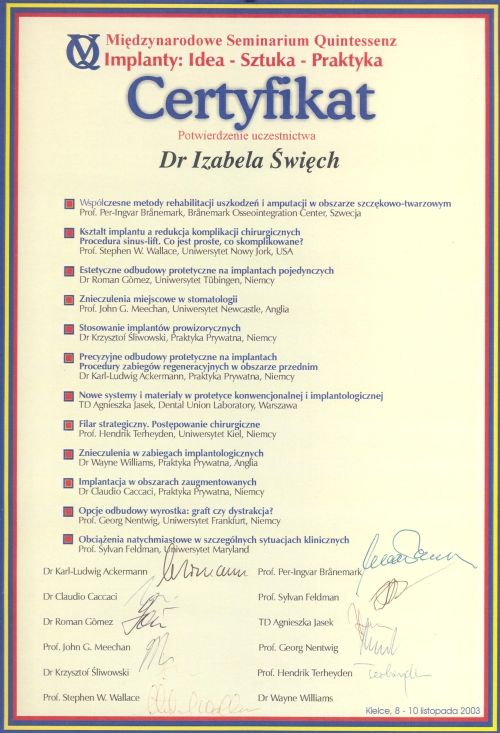 QV
Międzynarodowe Seminarium Quintessenz
Implanty: Idea - Sztuka - Praktyka
Certyfikat
Potwierdzenie uczestnictwa
Dr Izabela Święch
Współczesne metody rehabilitacji uszkodzeń i amputacji w obszarze szczękowo-twarzowym
Prof. Per-Ingvar Brånemark, Brånemark Osseointegration Center, Szwecja
Kształt implantu a redukcja komplikacji chirurgicznych
Procedura sinus-lift. Co jest proste, co skomplikowane?
Prof. Stephen W. Wallace, Uniwersytet Nowy Jork, USA
Estetyczne odbudowy protetyczne na implantach pojedynczych
Dr Roman Gömez, Uniwersytet Tübingen, Niemcy
Znieczulenia miejscowe w stomatologii
Prof. John G. Meechan, Uniwersytet Newcastle, Anglia
Stosowanie implantów prowizorycznych
Dr Krzysztof Śliwowski, Praktyka Prywatna, Niemcy
Precyzyjne odbudowy protetyczne na implantach
Procedury zabiegów regeneracyjnych w obszarze przednim
Dr Karl-Ludwig Ackermann, Praktyka Prywatna, Niemcy
Nowe systemy i materiały w protetyce konwencjonalnej i implantologicznej
TD Agnieszka Jasek, Dental Union Laboratory, Warszawa
Filar strategiczny. Postępowanie chirurgiczne
Prof. Hendrik Terheyden, Uniwersytet Kiel, Niemcy
Znieczulenia w zabiegach implantologicznych
Dr Wayne Williams, Praktyka Prywatna, Anglia
Implantacja w obszarach zaugmentowanych
Dr Claudio Caccaci, Praktyka Prywatna, Niemcy
Opcje odbudowy wyrostka: graft czy dystrakcja?
Prof. Georg Nentwig, Uniwersytet Frankfurt, Niemcy
Obciążenia natychmiastowe w szczególnych sytuacjach klinicznych
Prof. Sylvan Feldman, Uniwersytet Maryland
Dr Karl-Ludwig Ackermann Prof. Per-Ingvar Brånemark
Dr Claudio Caccaci Prof. Sylvan Feldman
Dr Roman Gömez TD Agnieszka Jasek
Prof. John G. Meechan Prof. Georg Nentwig
Dr Krzysztof Śliwowski Prof. Hendrik Terheyden
Prof. Stephen W. Wallace Dr Wayne Williams
Kielce, 8 - 10 listopada 2003